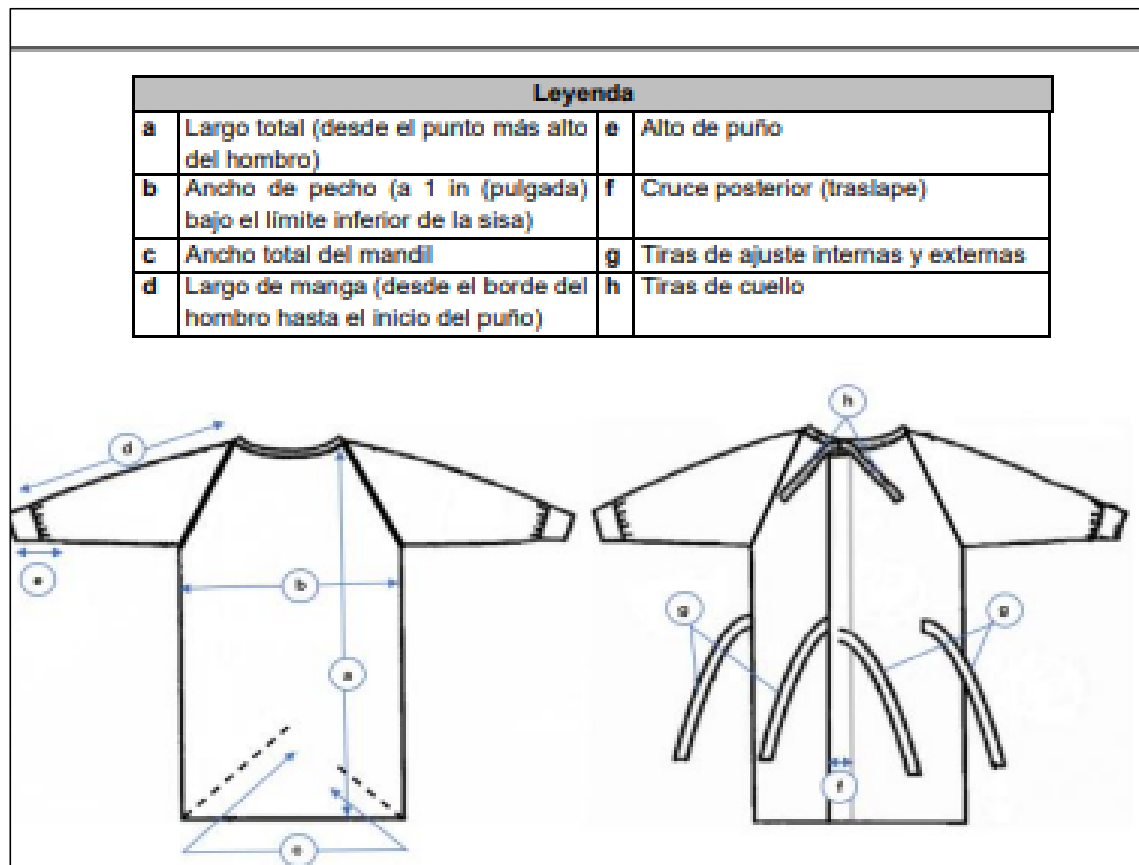 Leyenda
a Largo total (desde el punto más alto
del hombro)
e Alto de puño
b Ancho de pecho (a 1 in (pulgada)
bajo el límite inferior de la sisa)
f Cruce posterior (traslape)
c Ancho total del mandil
g Tiras de ajuste internas y externas
d Largo de manga (desde el borde del
hombro hasta el inicio del puño)
h Tiras de cuello
h
d
e
b
g
g
a
f
c